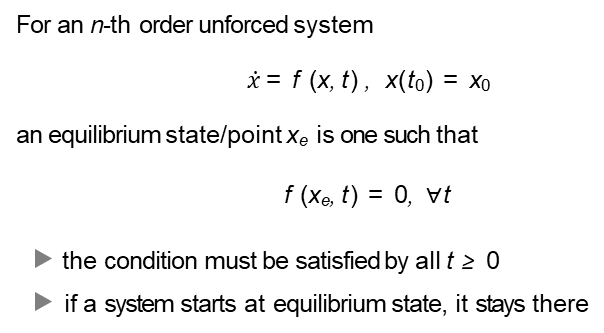 For an n-th order unforced system
ẋ = f (x, t) , x(t₀) = x₀
an equilibrium state/point xₑ is one such that
f (xₑ, t) = 0, ∀t
▶ the condition must be satisfied by all t ≥ 0
▶ if a system starts at equilibrium state, it stays there